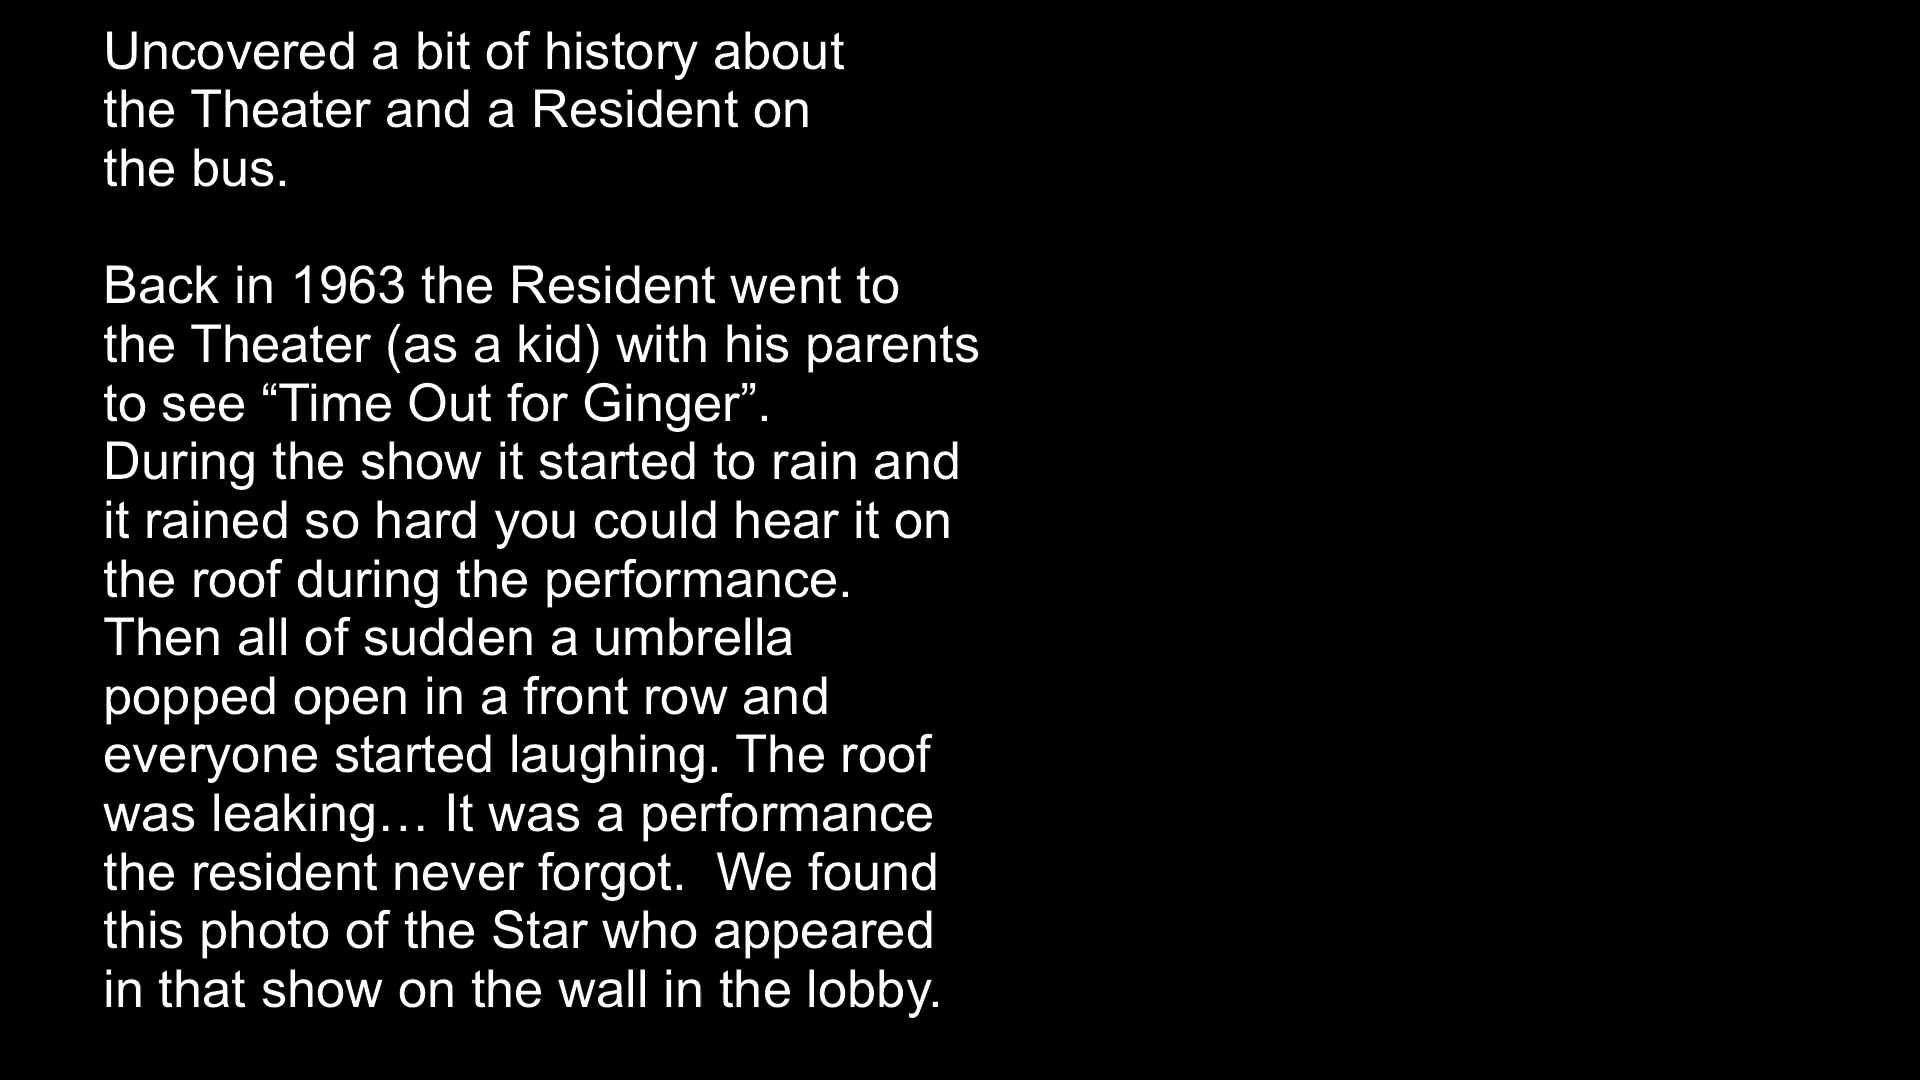 Uncovered a bit of history about
the Theater and a Resident on
the bus.

Back in 1963 the Resident went to
the Theater (as a kid) with his parents
to see “Time Out for Ginger”.
During the show it started to rain and
it rained so hard you could hear it on
the roof during the performance.
Then all of sudden a umbrella
popped open in a front row and
everyone started laughing. The roof
was leaking… It was a performance
the resident never forgot.  We found
this photo of the Star who appeared
in that show on the wall in the lobby.